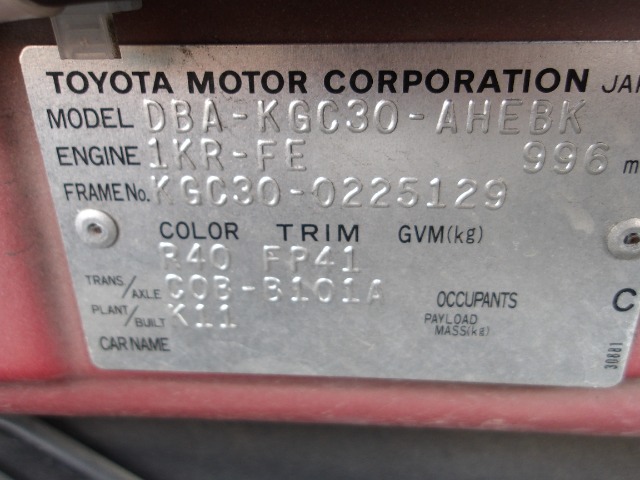 TOYOTA MOTOR CORPORATION JAP
MODEL DBA-KGC30-AHEBK
ENGINE 1KR-FE 996 m
FRAME No. KGC30-0225129
COLOR TRIM GVM(kg)
R40 FP41
TRANS/AXLE C0B-B101A OCCUPANTS C
PLANT/BUILT K11 PAYLOAD MASS(kg)
CAR NAME
30881